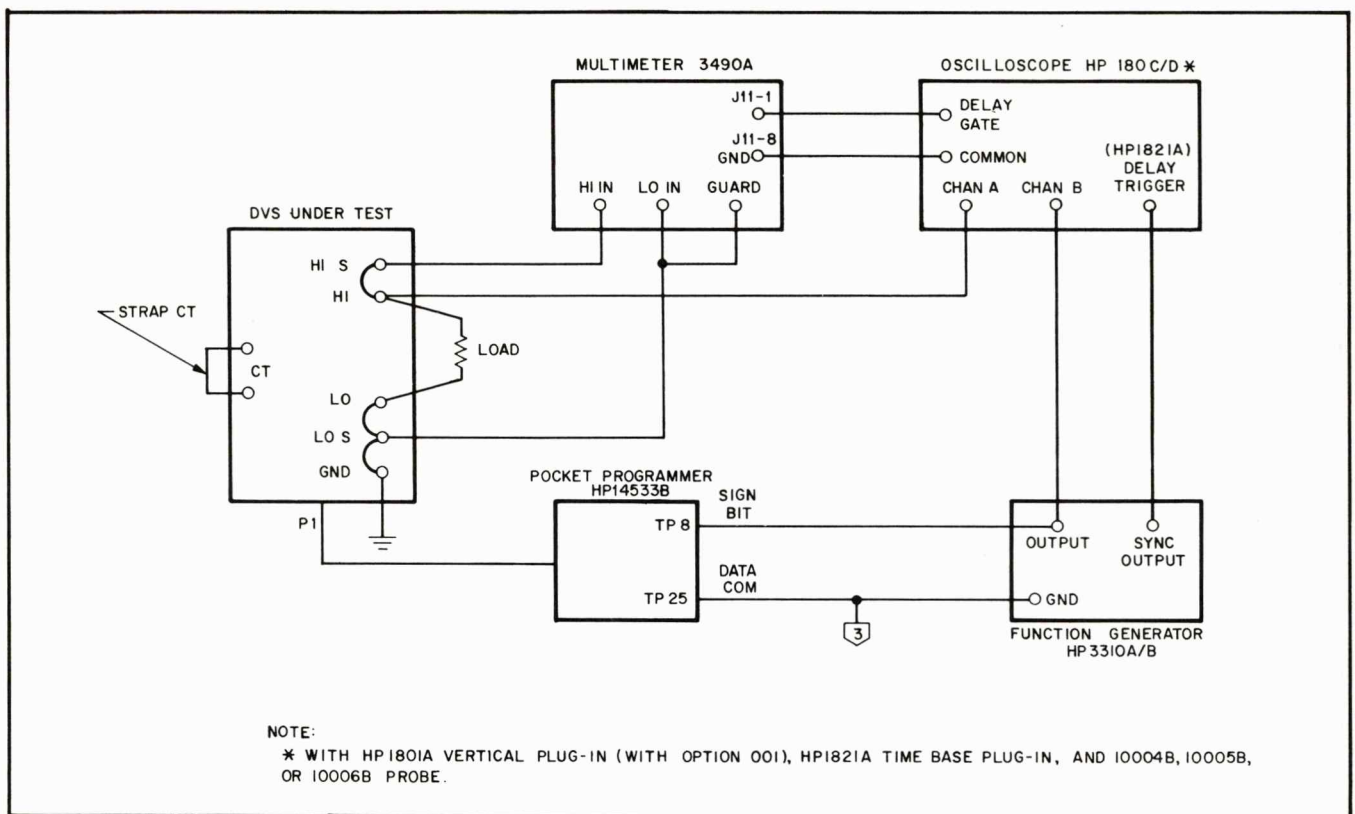 MULTIMETER 3490A
J11-1
J11-8
GND
HI IN LO IN GUARD
OSCILLOSCOPE HP 180C/D *
DELAY
GATE
COMMON
(HP1821A)
DELAY
TRIGGER
CHAN A CHAN B
DVS UNDER TEST
HI S
HI
STRAP CT
CT
LOAD
LO
LO S
GND
P1
POCKET PROGRAMMER
HP14533B
TP 8
SIGN
BIT
TP 25
DATA
COM
3
OUTPUT
SYNC
OUTPUT
GND
FUNCTION GENERATOR
HP3310A/B
NOTE:
* WITH HP1801A VERTICAL PLUG-IN (WITH OPTION 001), HP1821A TIME BASE PLUG-IN, AND 10004B, 10005B,
OR 10006B PROBE.